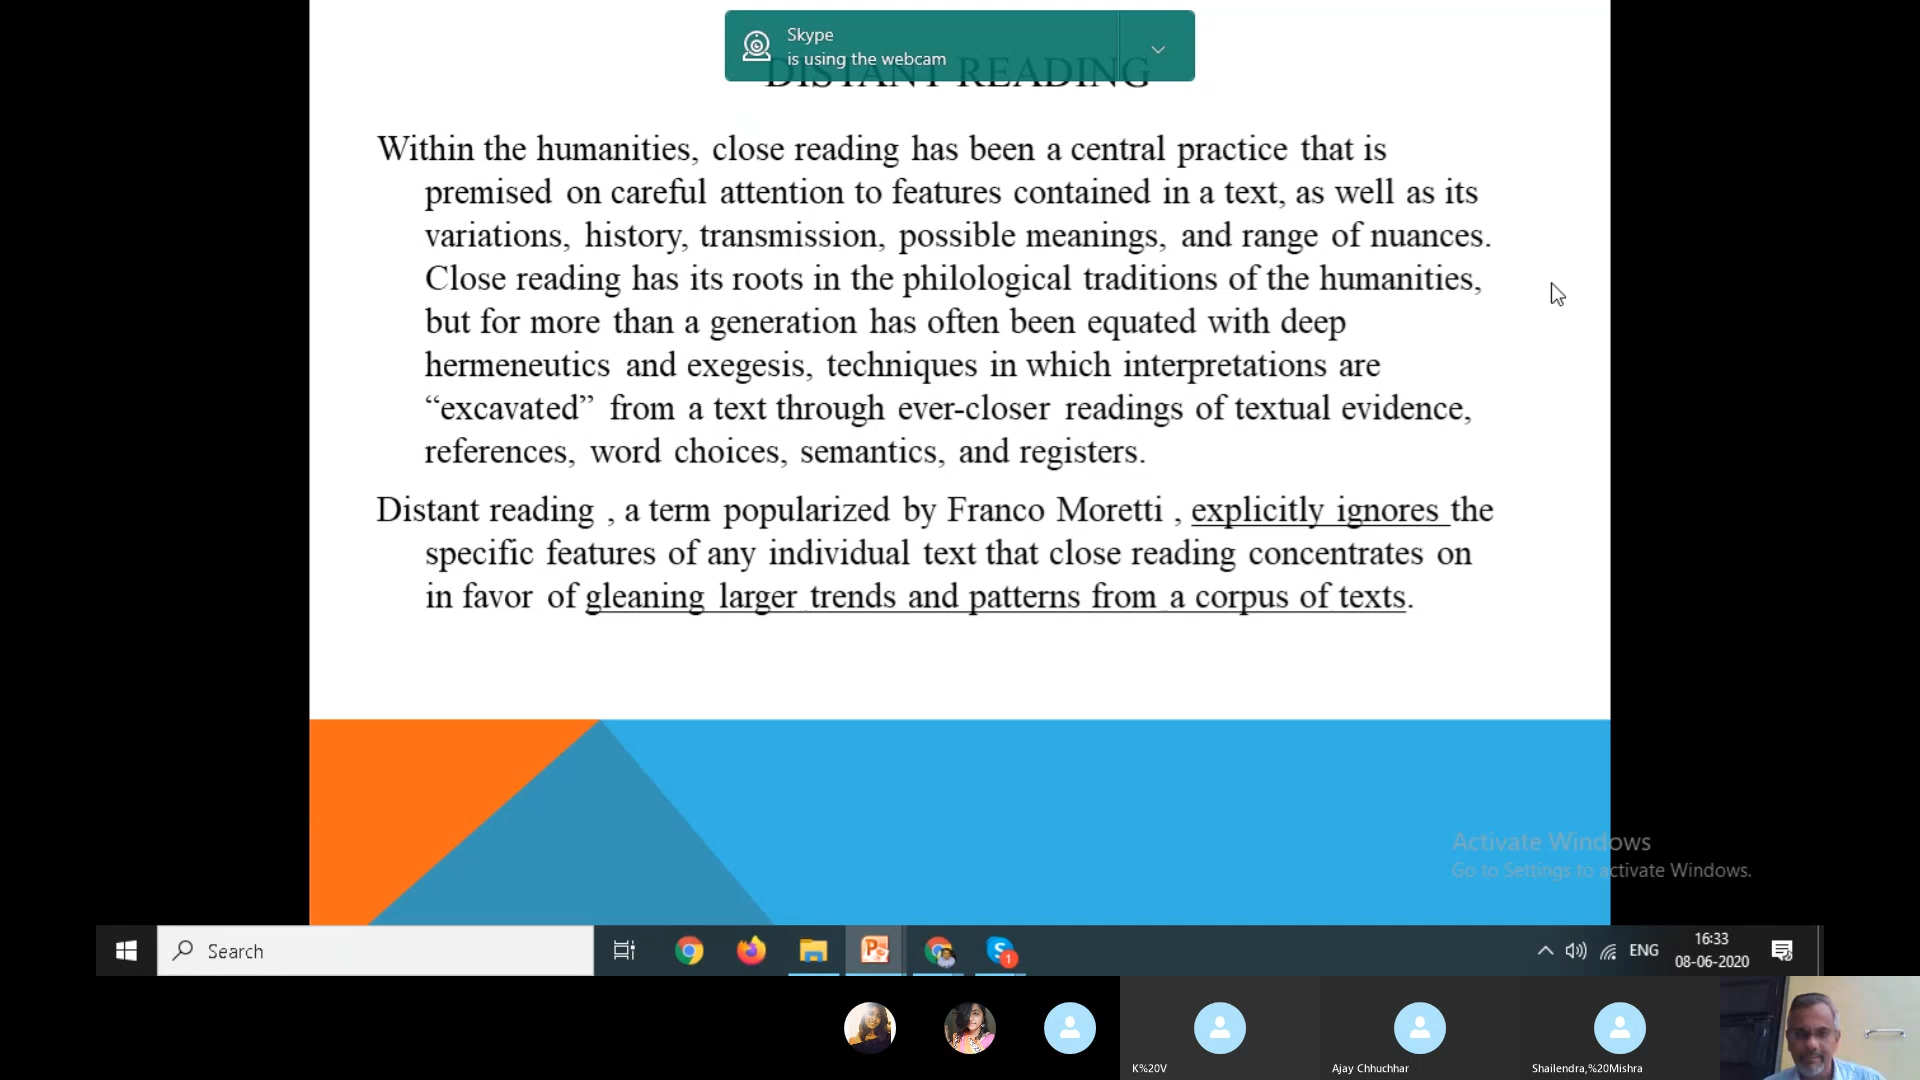 Skype
is using the webcam
DISTANT READING
Within the humanities, close reading has been a central practice that is
premised on careful attention to features contained in a text, as well as its
variations, history, transmission, possible meanings, and range of nuances.
Close reading has its roots in the philological traditions of the humanities,
but for more than a generation has often been equated with deep
hermeneutics and exegesis, techniques in which interpretations are
“excavated” from a text through ever-closer readings of textual evidence,
references, word choices, semantics, and registers.
Distant reading , a term popularized by Franco Moretti , explicitly ignores the
specific features of any individual text that close reading concentrates on
in favor of gleaning larger trends and patterns from a corpus of texts.
Activate Windows
Go to Settings to activate Windows.
Search
1
ENG
16:33
08-06-2020
K%20V
Ajay Chhuchhar
Shailendra,%20Mishra